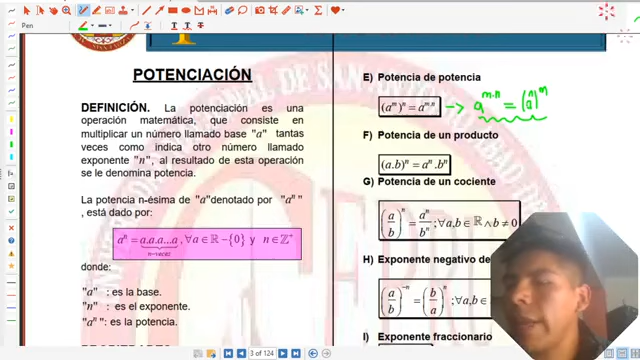 Pen
POTENCIACIÓN
DEFINICIÓN. La potenciación es una
operación matemática, que consiste en
multiplicar un número llamado base "a" tantas
veces como indica otro número llamado
exponente "n", al resultado de esta operación
se le denomina potencia.
La potencia n-ésima de "a"denotado por "aⁿ"
, está dado por:
aⁿ = a.a.a...a, ∀a∈ℝ−{0} y n∈ℤ⁺
n−veces
donde:
"a" : es la base.
"n" : es el exponente.
"aⁿ": es la potencia.
E) Potencia de potencia
(aᵐ)ⁿ = aᵐ·ⁿ → aᵐ·ⁿ = (aⁿ)ᵐ
F) Potencia de un producto
(a.b)ⁿ = aⁿ.bⁿ
G) Potencia de un cociente
(a/b)ⁿ = aⁿ/bⁿ ;∀a,b∈ℝ∧b≠0
H) Exponente negativo de
(a/b)⁻ⁿ = (b/a)ⁿ ;∀a,b∈
I) Exponente fraccionario
3 of 124